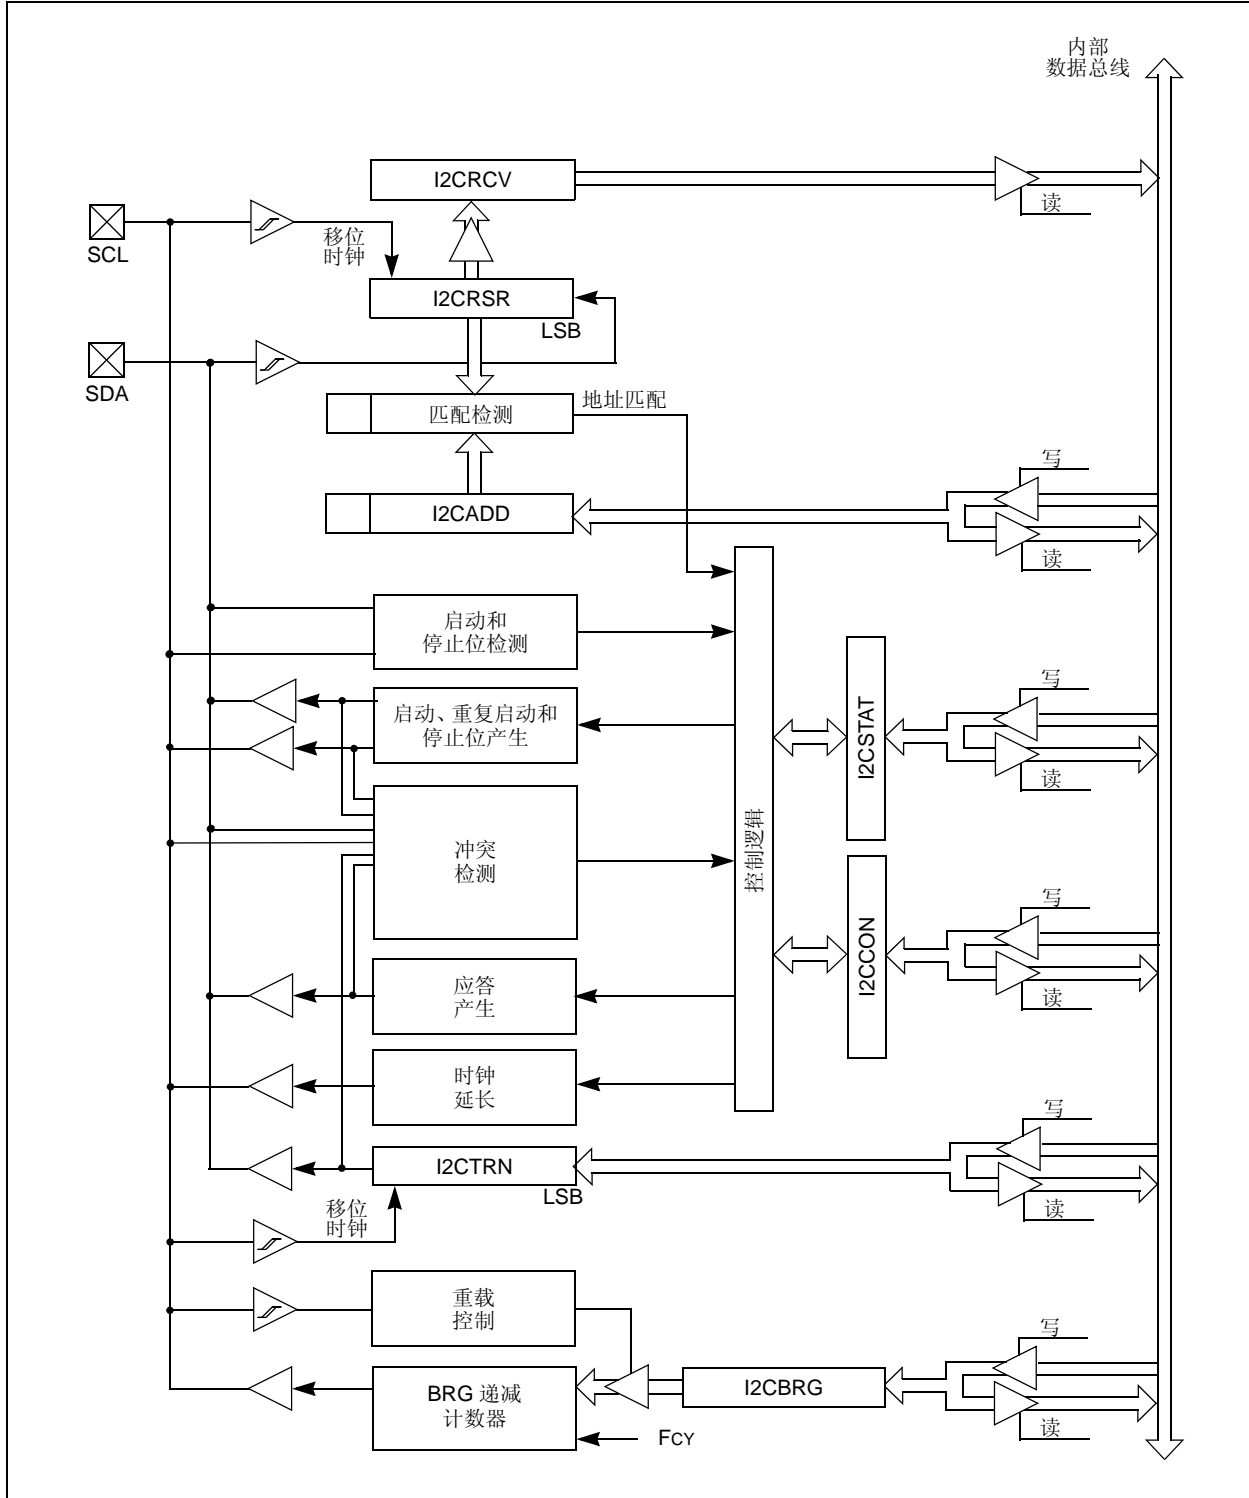 内部
数据总线
I2CRCV
读
SCL
移位
时钟
I2CRSR
LSB
SDA
地址匹配
匹配检测
写
I2CADD
读
启动和
停止位检测
写
启动、重复启动和
停止位产生
I2CSTAT
读
控制逻辑
冲突
检测
写
I2CCON
应答
产生
读
时钟
延长
写
I2CTRN
LSB
移位
时钟
读
重载
控制
写
BRG 递减
计数器
I2CBRG
读
FCY